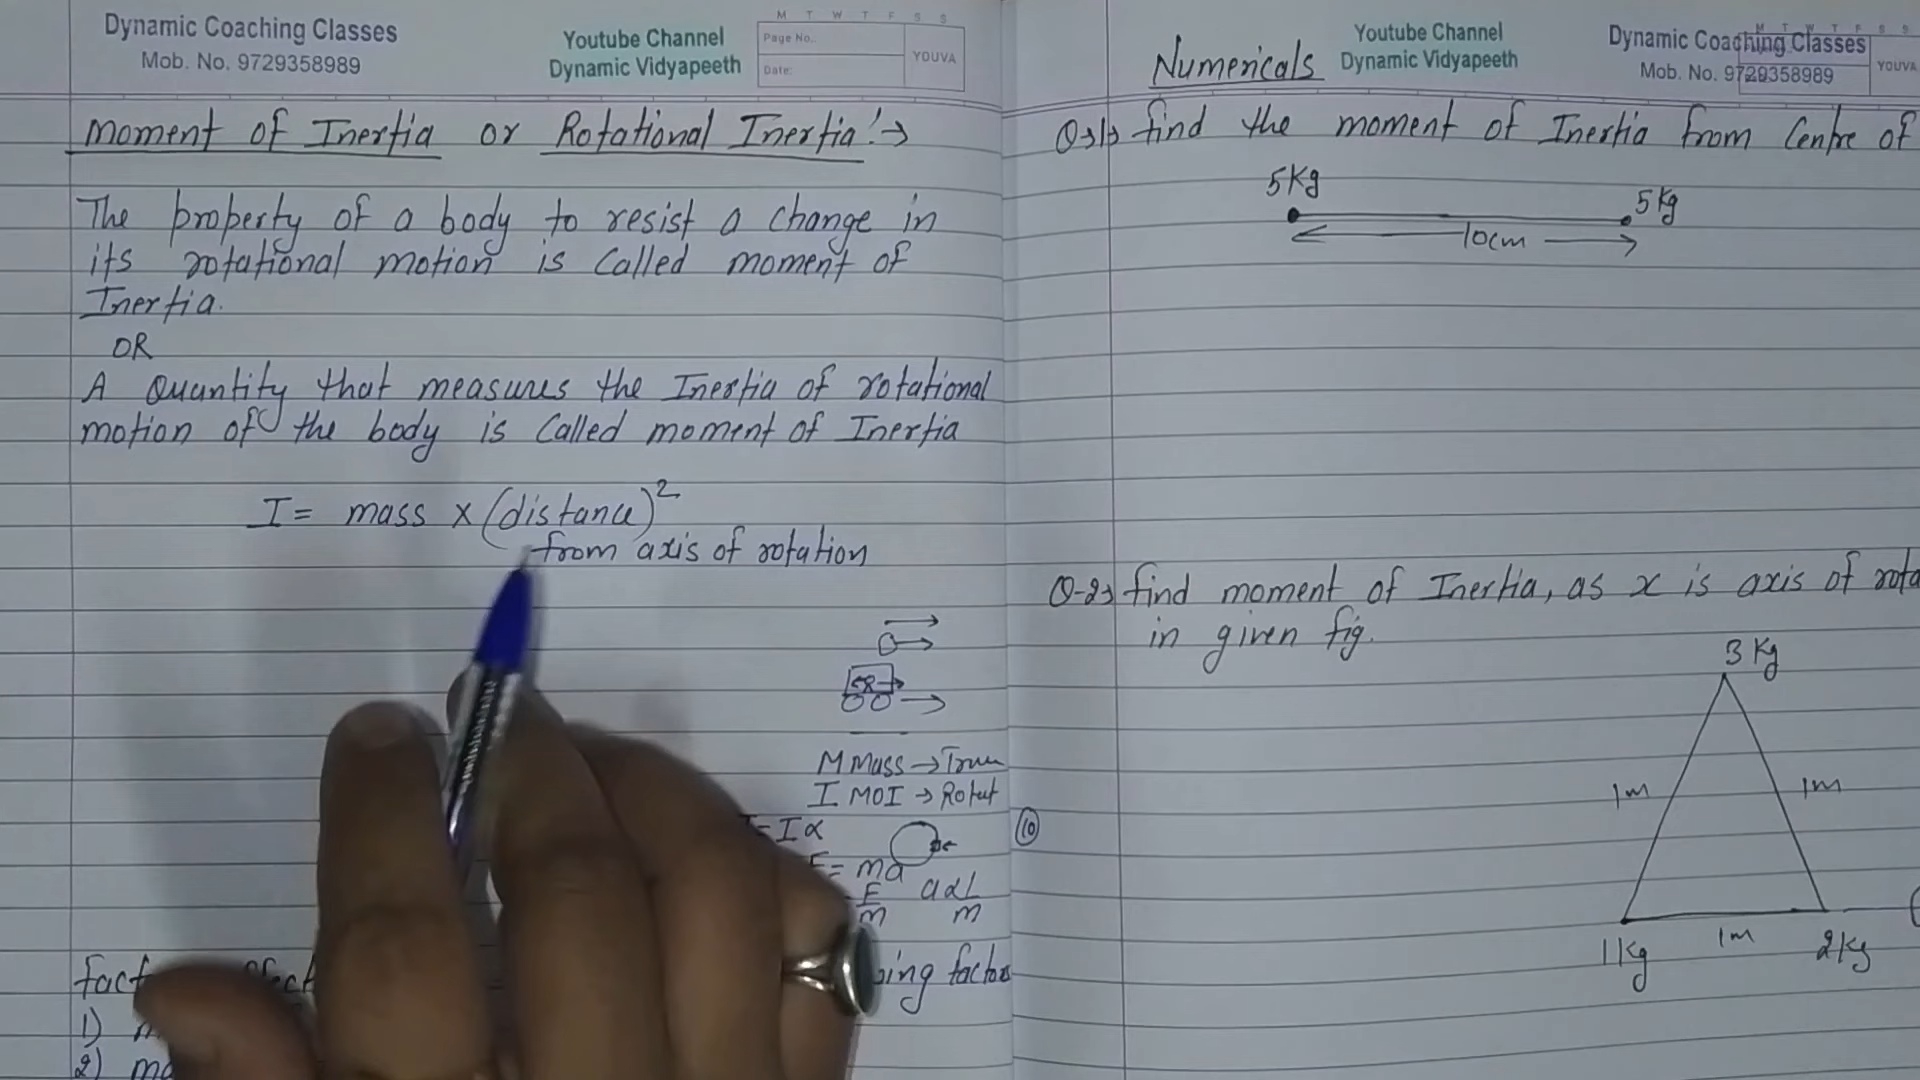 Dynamic Coaching Classes
Mob. No. 9729358989
Youtube Channel
Dynamic Vidyapeeth
M T W T F S S
Page No.
Date:
YOUVA
Moment of Inertia or Rotational Inertia:→
The property of a body to resist a change in
its rotational motion is Called moment of
Inertia.
OR
A Quantity that measures the Inertia of rotational
motion of the body is Called moment of Inertia
I = mass x (distance)²
from axis of rotation
M Mass →
I MOI → Rotat
= Iα
F = ma
F/m
m
factors
1)
2)
Numericals
Youtube Channel
Dynamic Vidyapeeth
Dynamic Coaching Classes
Mob. No. 9729358989
YOUVA
Q→1→ find the moment of Inertia from Centre of
5Kg
5Kg
10cm
Q-2→ find moment of Inertia, as x is axis of
in given fig.
3 Kg
1m
1m
10
1Kg
1m
2Kg